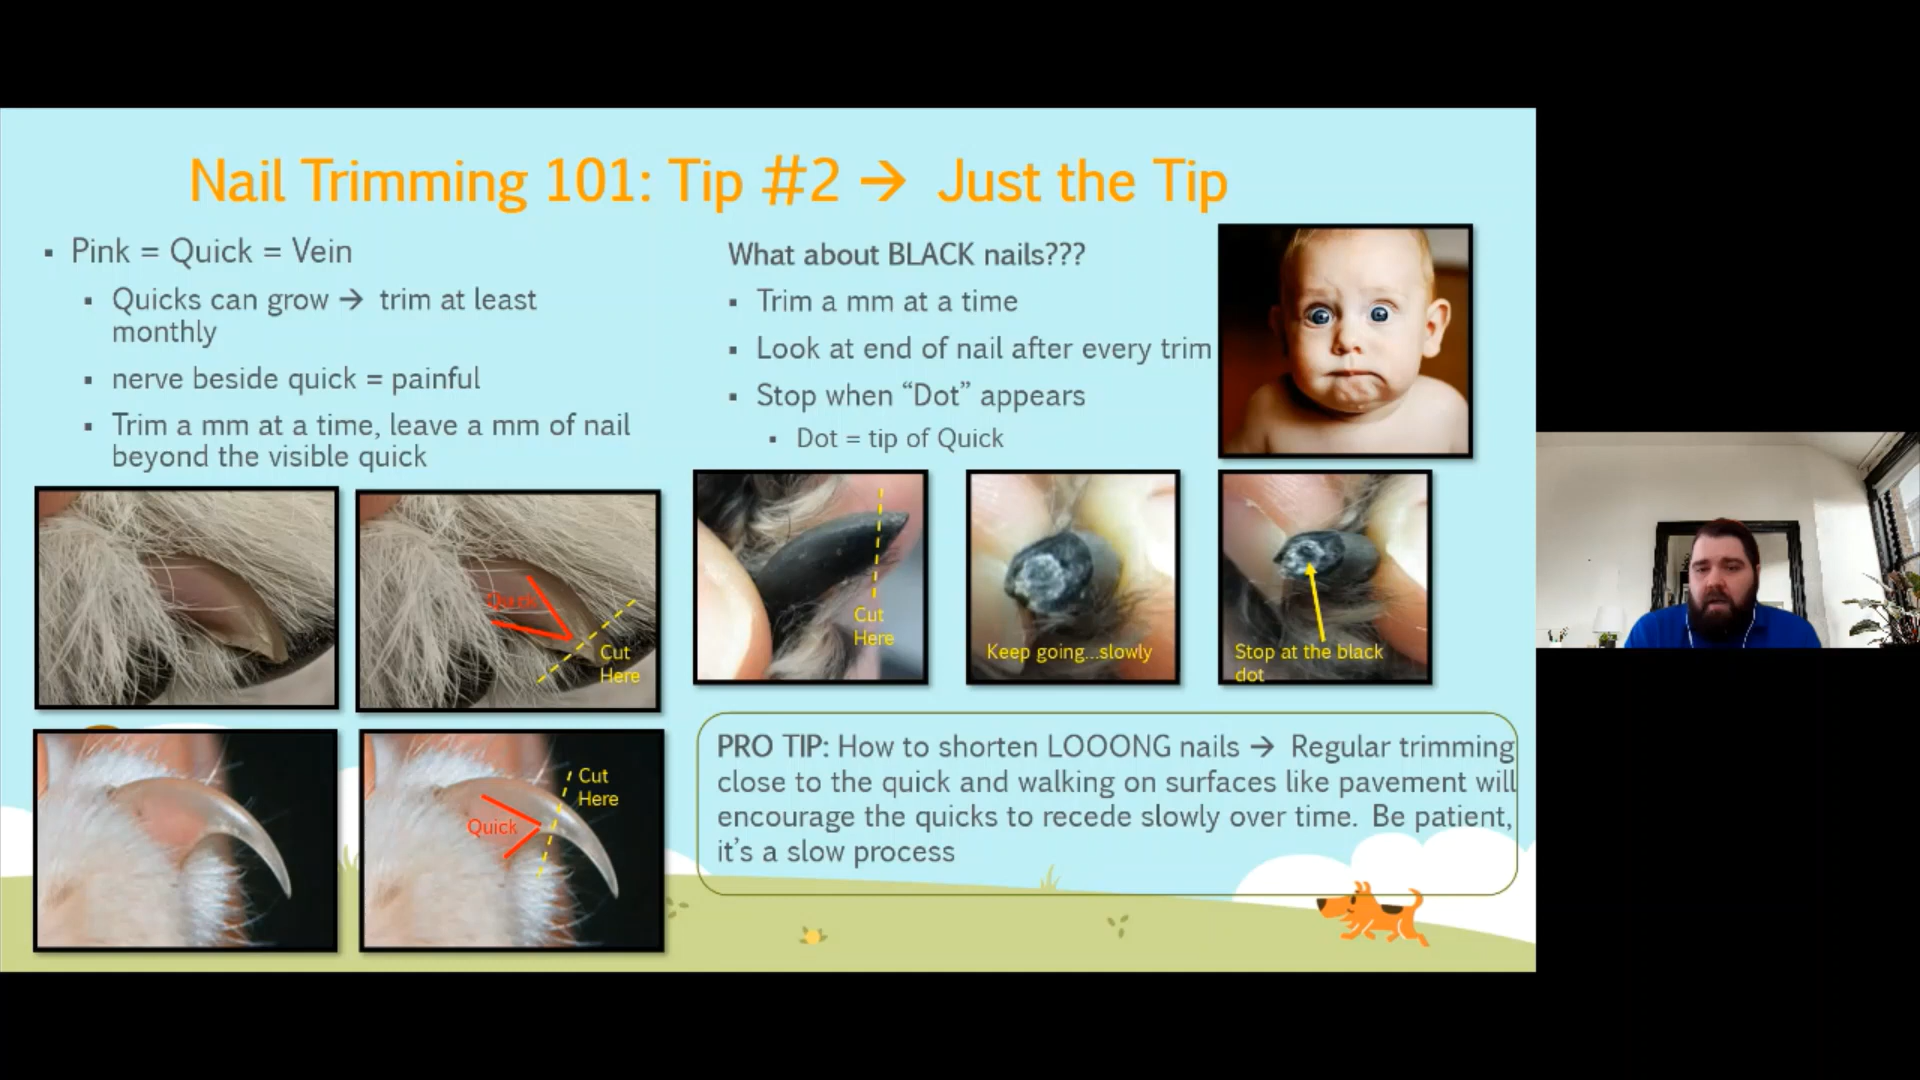 Nail Trimming 101: Tip #2 → Just the Tip
▪ Pink = Quick = Vein
▪ Quicks can grow → trim at least
monthly
▪ nerve beside quick = painful
▪ Trim a mm at a time, leave a mm of nail
beyond the visible quick
What about BLACK nails???
▪ Trim a mm at a time
▪ Look at end of nail after every trim
▪ Stop when “Dot” appears
▪ Dot = tip of Quick
Quick
Cut
Here
Cut
Here
Keep going...slowly
Stop at the black
dot
Quick
Cut
Here
PRO TIP: How to shorten LOOONG nails → Regular trimming
close to the quick and walking on surfaces like pavement will
encourage the quicks to recede slowly over time. Be patient,
it’s a slow process